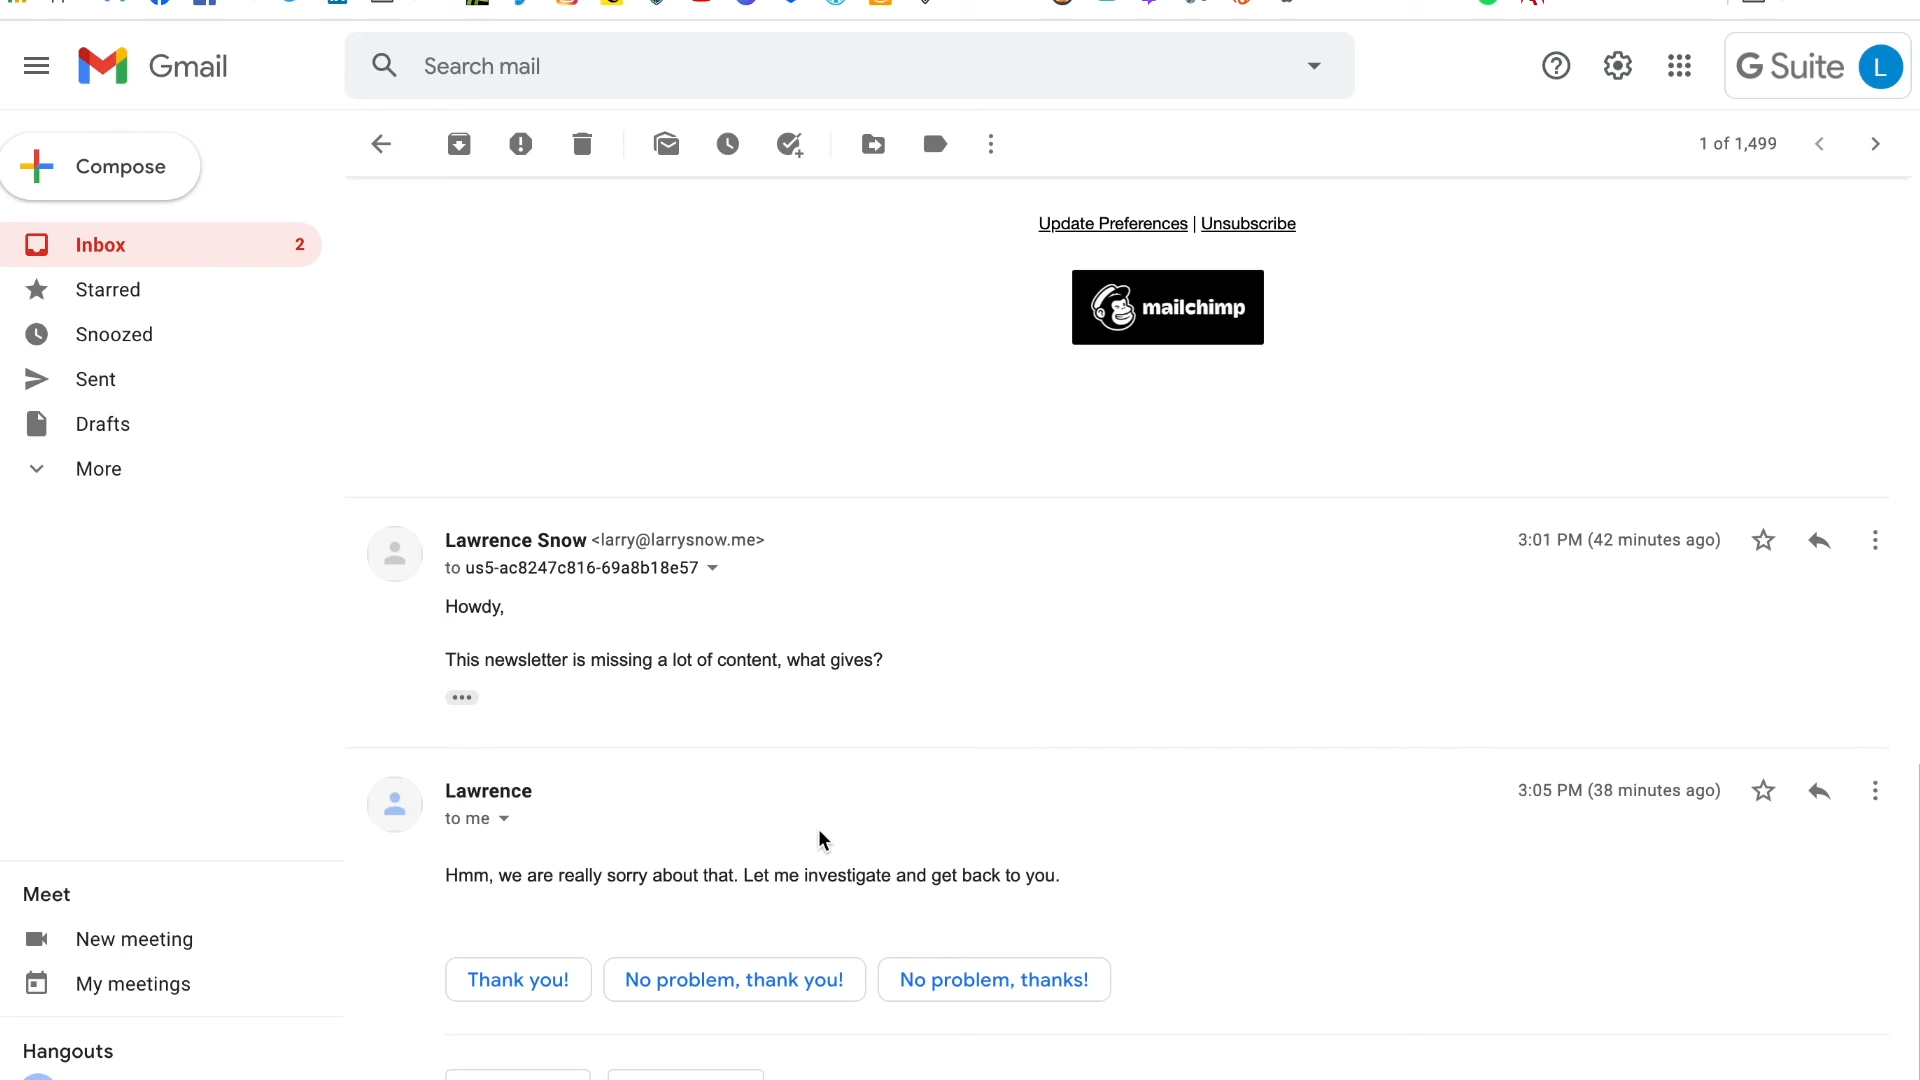 Gmail
Search mail
G Suite
L
Compose
1 of 1,499
Inbox 2
Starred
Snoozed
Sent
Drafts
More
Update Preferences | Unsubscribe
mailchimp
Lawrence Snow <larry@larrysnow.me>
3:01 PM (42 minutes ago)
to us5-ac8247c816-69a8b18e57
Howdy,
This newsletter is missing a lot of content, what gives?
Lawrence
3:05 PM (38 minutes ago)
to me
Hmm, we are really sorry about that. Let me investigate and get back to you.
Thank you!
No problem, thank you!
No problem, thanks!
Meet
New meeting
My meetings
Hangouts